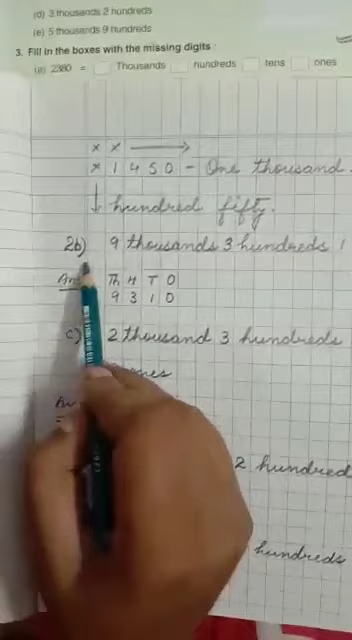 (d) 3 thousands 2 hundreds
(e) 5 thousands 9 hundreds
3. Fill in the boxes with the missing digits :
(a) 2380 = Thousands hundreds tens ones
× × →
× 1 4 5 0 - One thousand
↓ hundred fifty.
2b) 9 thousands 3 hundreds 1
Th H T O
9 3 1 0
c) 2 thousand 3 hundreds
ones
2 hundred
hundreds